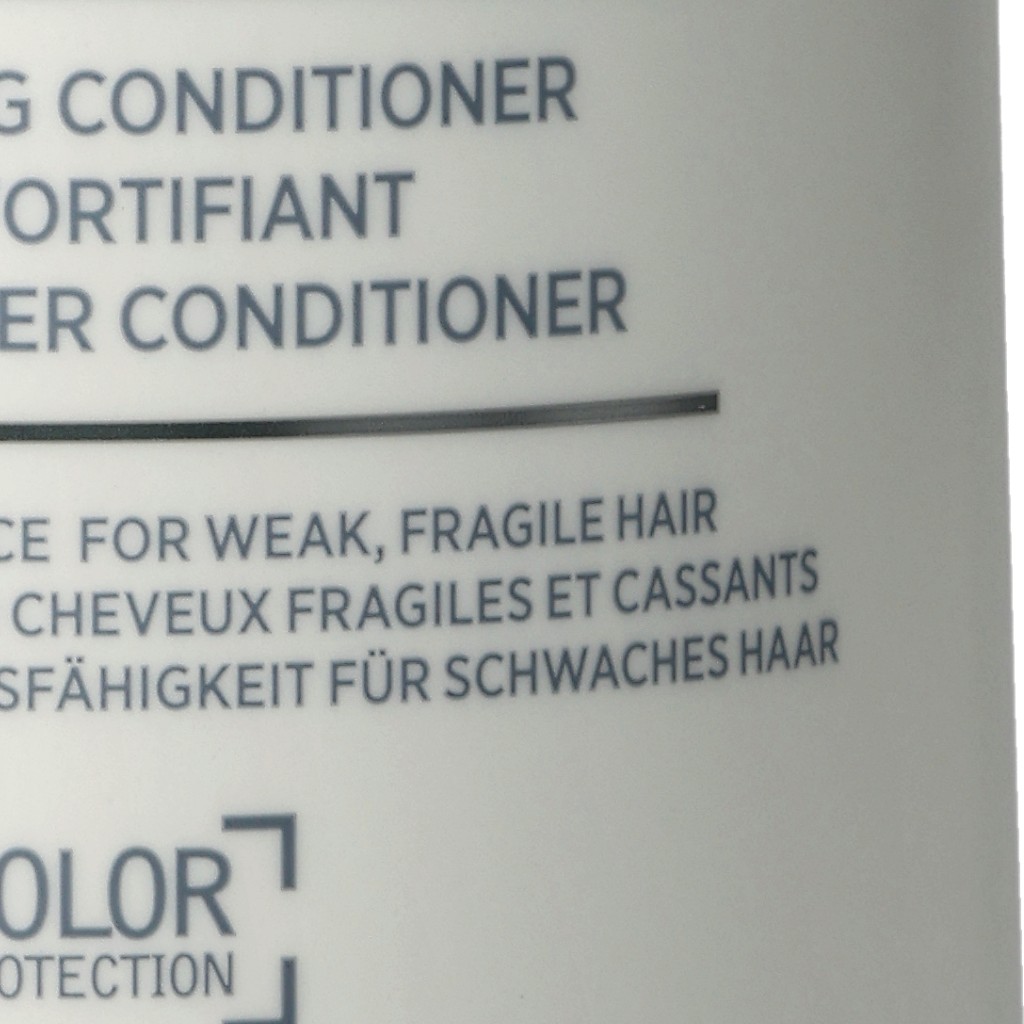 G CONDITIONER
ORTIFIANT
ER CONDITIONER
CE FOR WEAK, FRAGILE HAIR
CHEVEUX FRAGILES ET CASSANTS
SFÄHIGKEIT FÜR SCHWACHES HAAR
OLOR
OTECTION